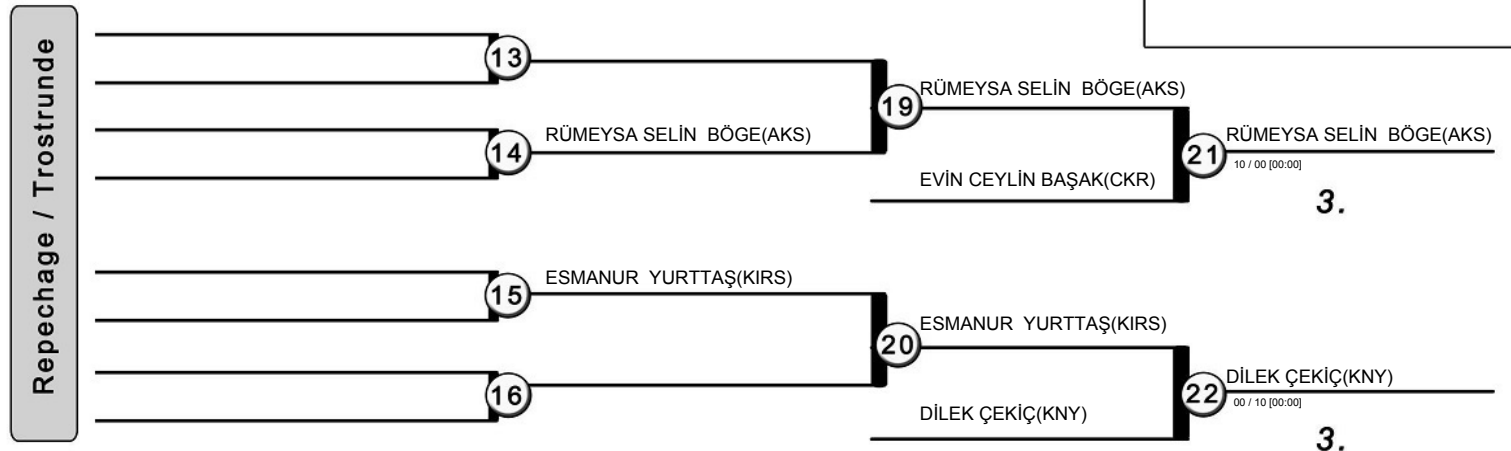 Repechage / Trostrunde
13
RÜMEYSA SELİN BÖGE(AKS)
19
14
RÜMEYSA SELİN BÖGE(AKS)
RÜMEYSA SELİN BÖGE(AKS)
21
10 / 00 [00:00]
EVİN CEYLİN BAŞAK(CKR)
3.
15
ESMANUR YURTTAŞ(KIRS)
ESMANUR YURTTAŞ(KIRS)
20
16
DİLEK ÇEKİÇ(KNY)
22
00 / 10 [00:00]
DİLEK ÇEKİÇ(KNY)
3.